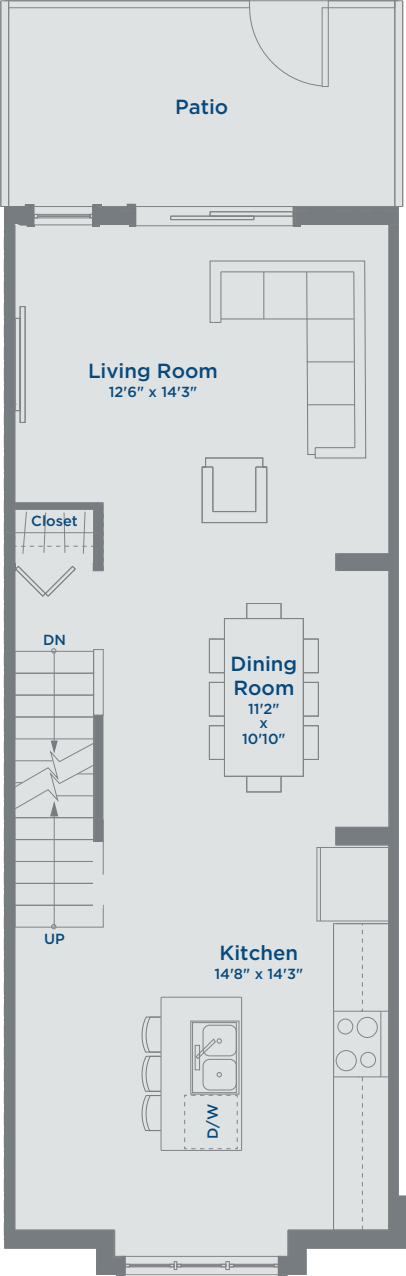 Patio
Living Room
12'6" x 14'3"
Closet
DN
Dining
Room
11'2"
x
10'10"
UP
Kitchen
14'8" x 14'3"
D/W